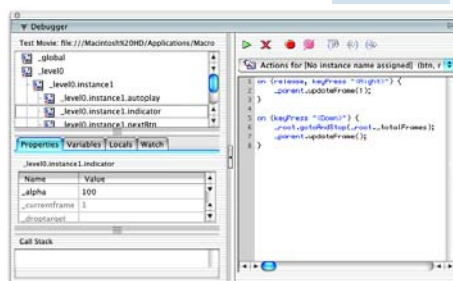 Debugger
Test Movie: file:///Macintosh%20HD/Applications/Macro
_global
_level0
_level0.instance1
_level0.instance1.autoplay
_level0.instance1.indicator
_level0.instance1.nextBtn
Properties Variables Locals Watch
_level0.instance1.indicator
Name Value
_alpha 100
_currentframe 1
_droptarget
Call Stack
Actions for [No instance name assigned] (btn, r
1 on (release, keyPress "<Right>") {
2 _parent.updateFrame(1);
3 }
4
5 on (keyPress "<Down>") {
6 _root.gotoAndStop(_root._totalFrames);
7 _parent.updateFrame();
8 }